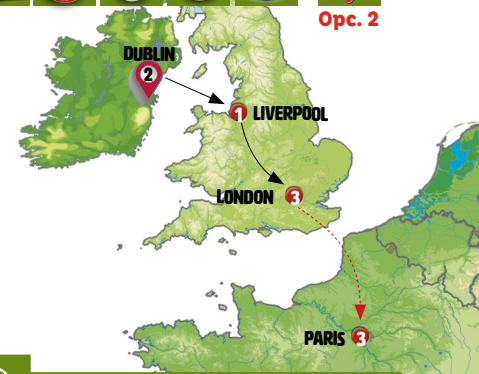 Opc. 2
DUBLIN
2
1 LIVERPOOL
LONDON 3
PARIS 3